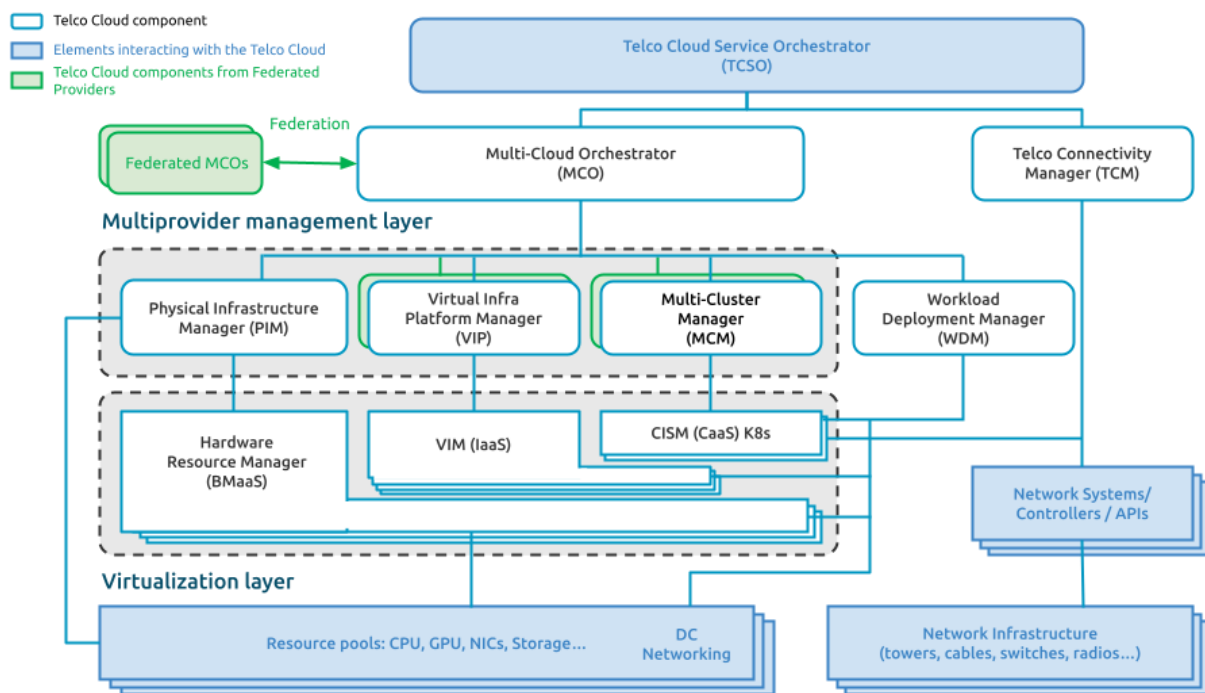 Telco Cloud component
Elements interacting with the Telco Cloud
Telco Cloud components from Federated
Providers
Telco Cloud Service Orchestrator
(TCSO)
Federation
Federated MCOs
Multi-Cloud Orchestrator
(MCO)
Telco Connectivity
Manager (TCM)
Multiprovider management layer
Physical Infrastructure
Manager (PIM)
Virtual Infra
Platform Manager
(VIP)
Multi-Cluster
Manager
(MCM)
Workload
Deployment Manager
(WDM)
Hardware
Resource Manager
(BMaaS)
VIM (IaaS)
CISM (CaaS) K8s
Network Systems/
Controllers / APIs
Virtualization layer
Resource pools: CPU, GPU, NICs, Storage...
DC
Networking
Network Infrastructure
(towers, cables, switches, radios...)